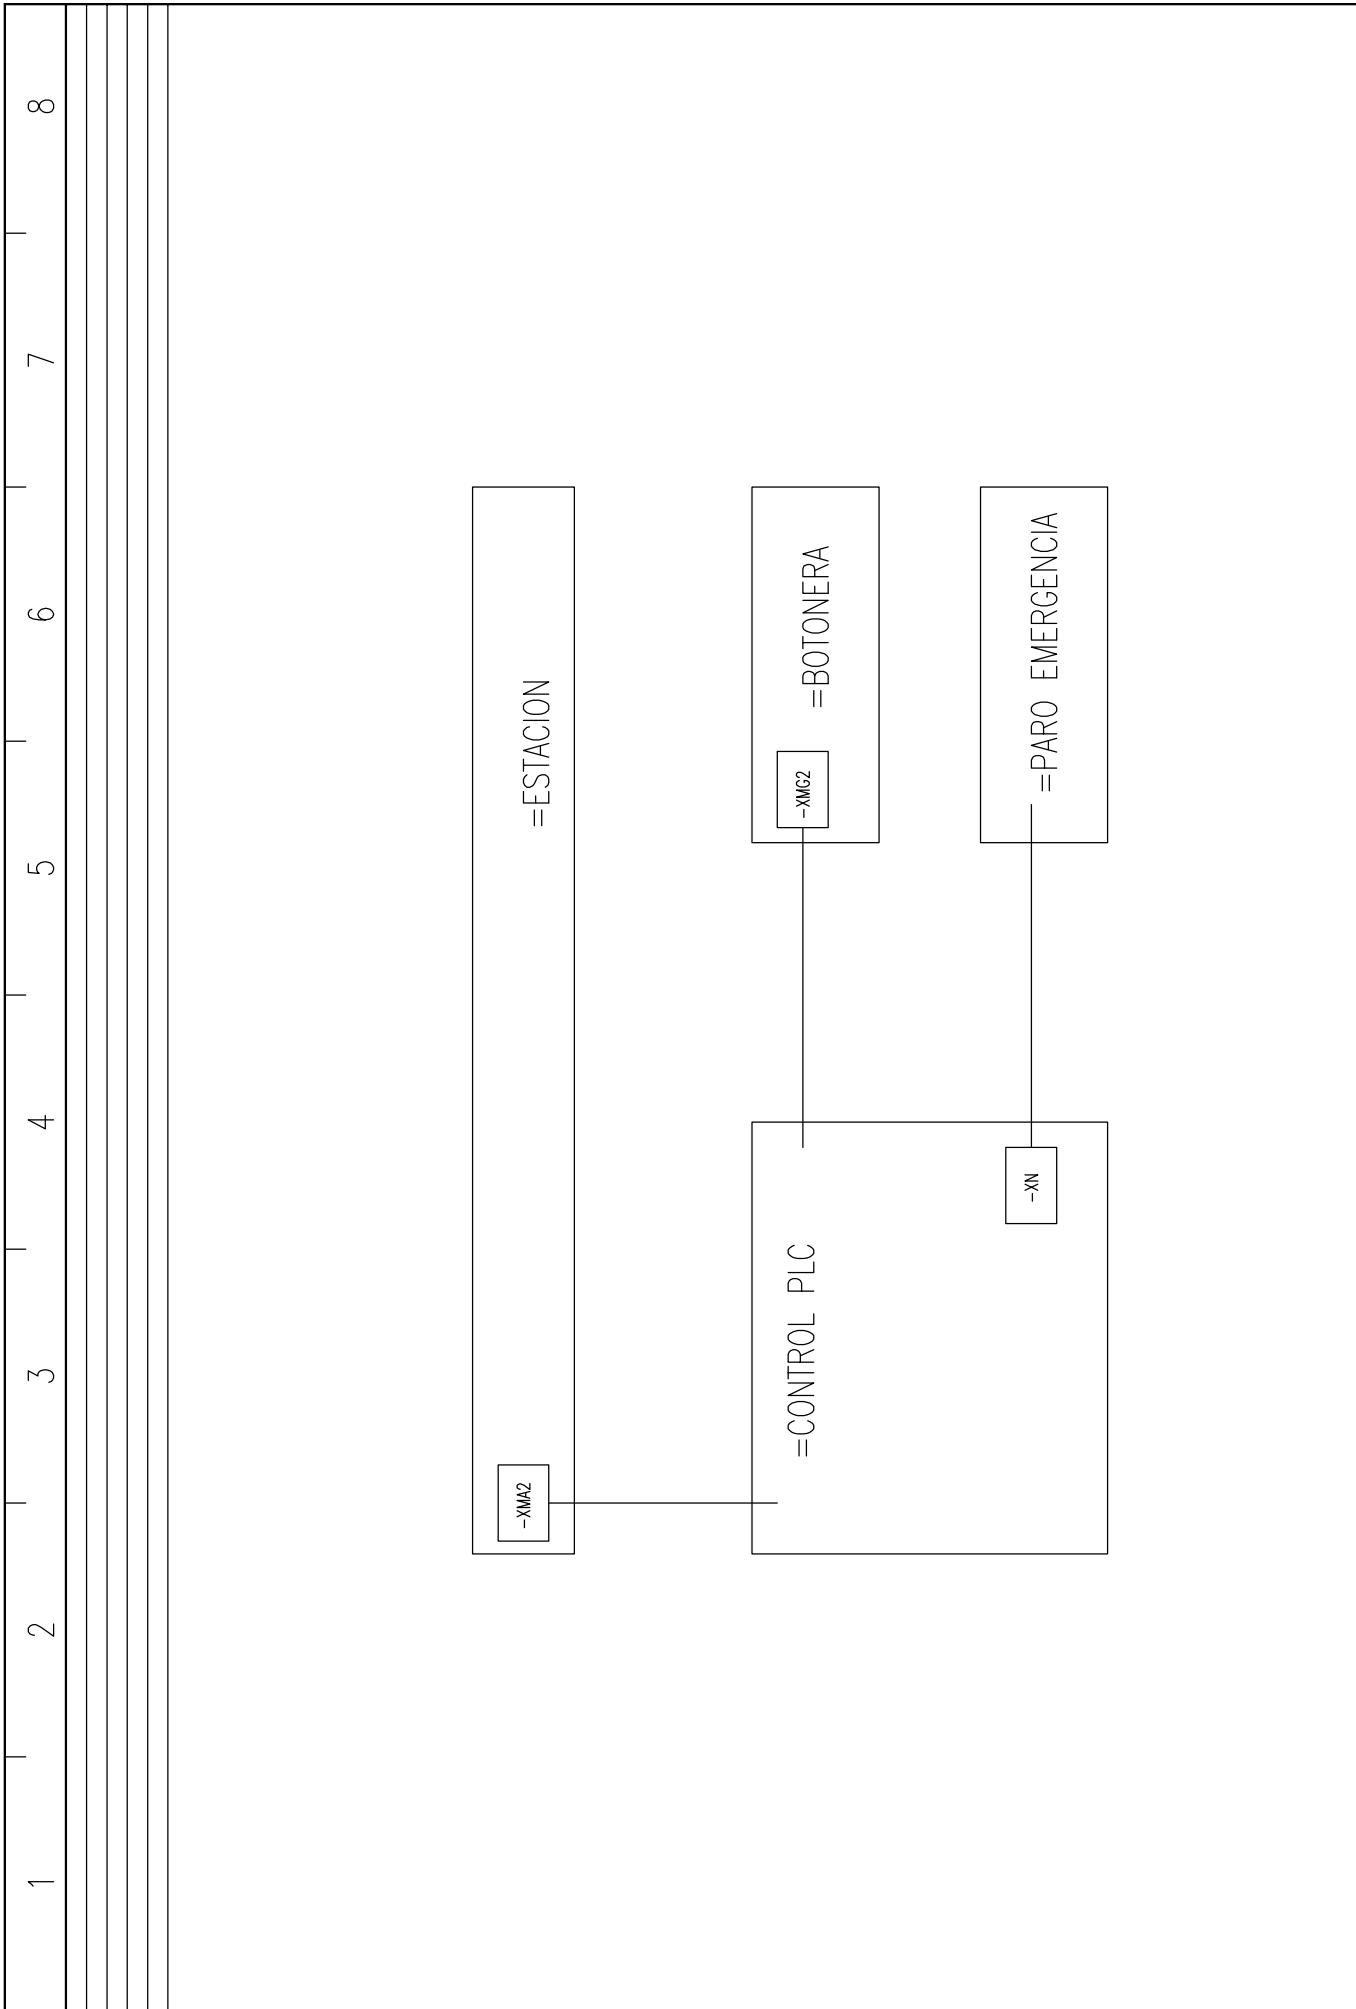 1
2
3
4
5
6
7
8
=ESTACION
-XMA2
=CONTROL PLC
-XMG2
=BOTONERA
-XN
=PARO EMERGENCIA